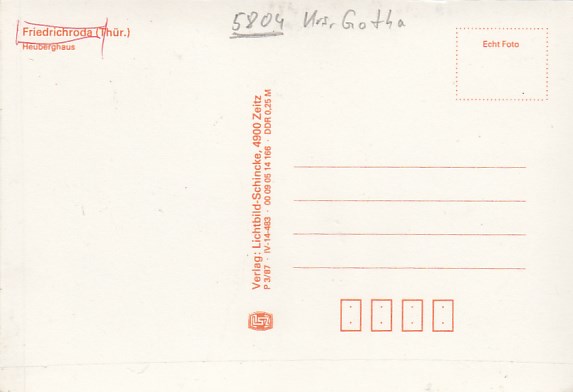 5804 Krs. Gotha
Friedrichroda (Thür.)
Heuberghaus
Echt Foto
Verlag: Lichtbild-Schincke, 4900 Zeitz
P 3/87 · IV-14-483 · 00 09 05 14 166 · DDR 0,25 M